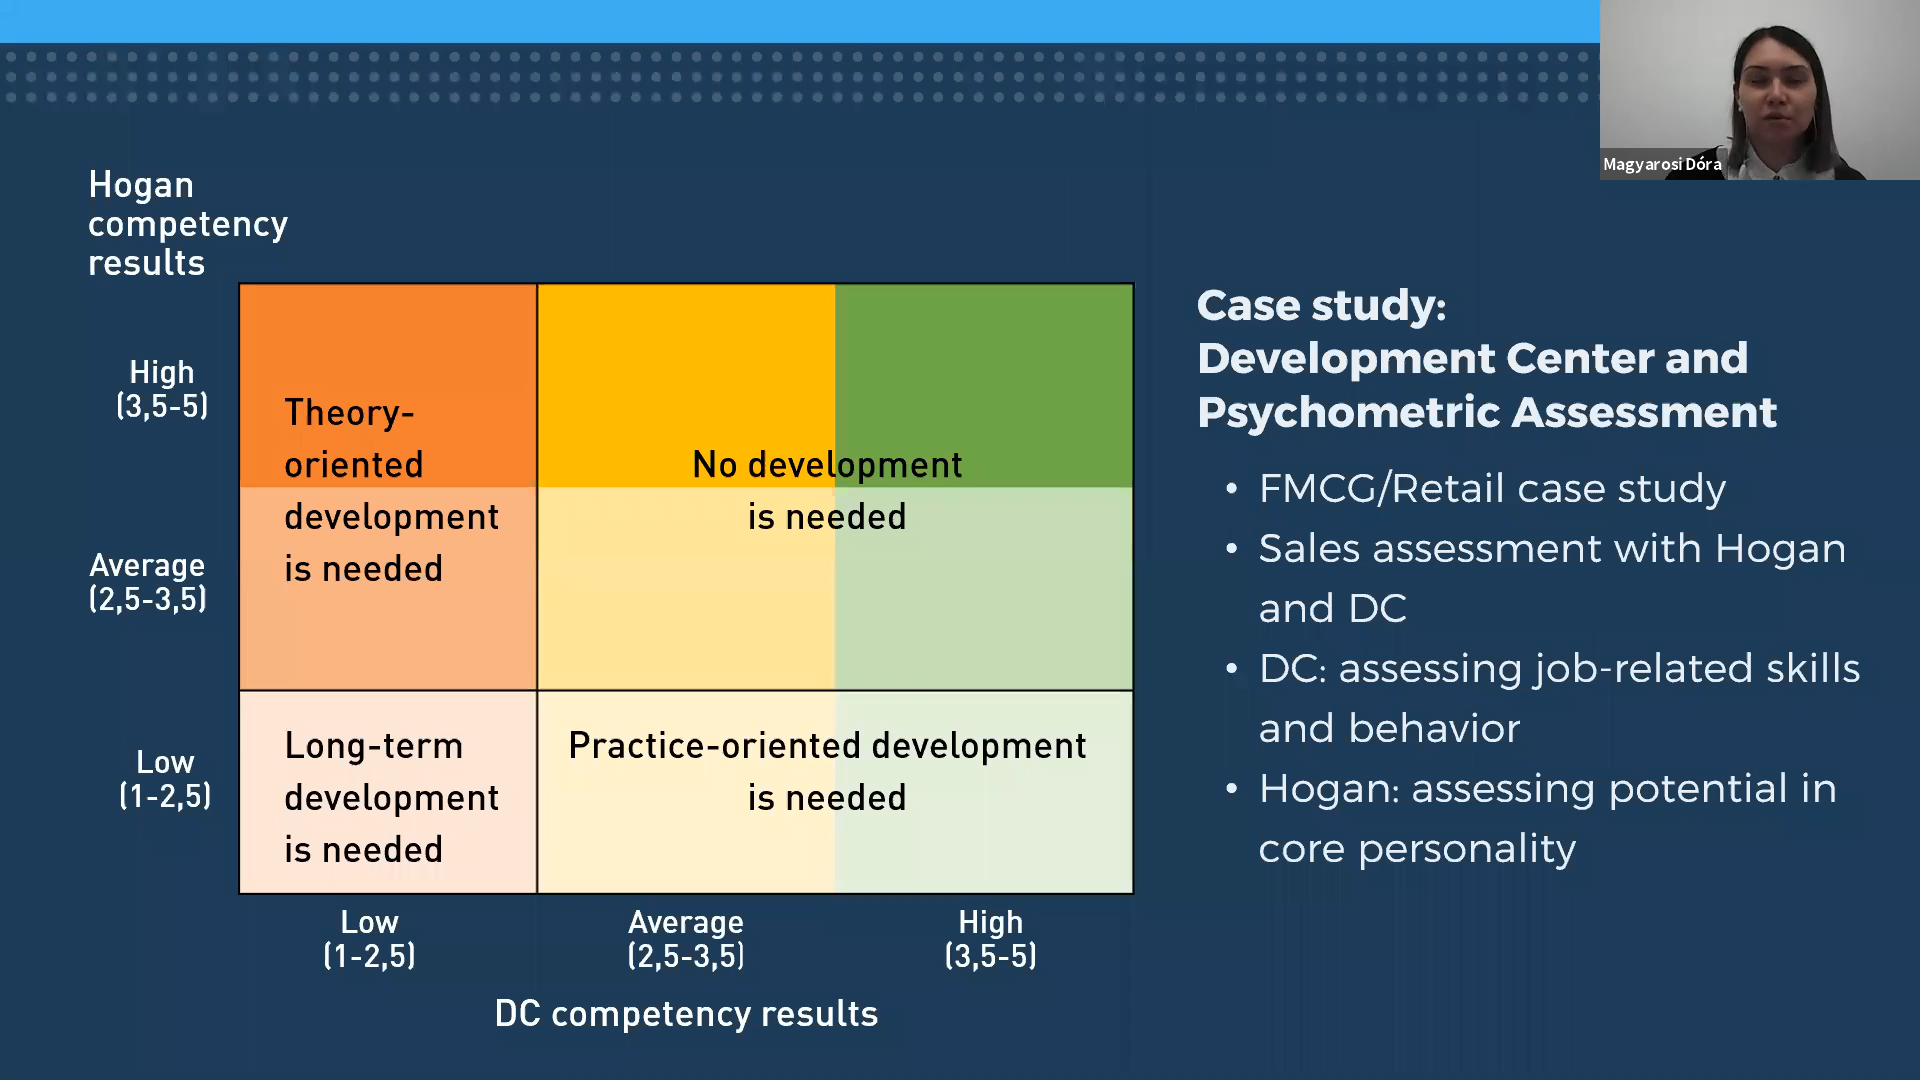 Magyarosi Dóra
Hogan
competency
results
High
(3,5-5)
Average
(2,5-3,5)
Low
(1-2,5)
Theory-
oriented
development
is needed
No development
is needed
Long-term
development
is needed
Practice-oriented development
is needed
Low
(1-2,5)
Average
(2,5-3,5)
High
(3,5-5)
DC competency results
Case study:
Development Center and
Psychometric Assessment
• FMCG/Retail case study
• Sales assessment with Hogan
and DC
• DC: assessing job-related skills
and behavior
• Hogan: assessing potential in
core personality